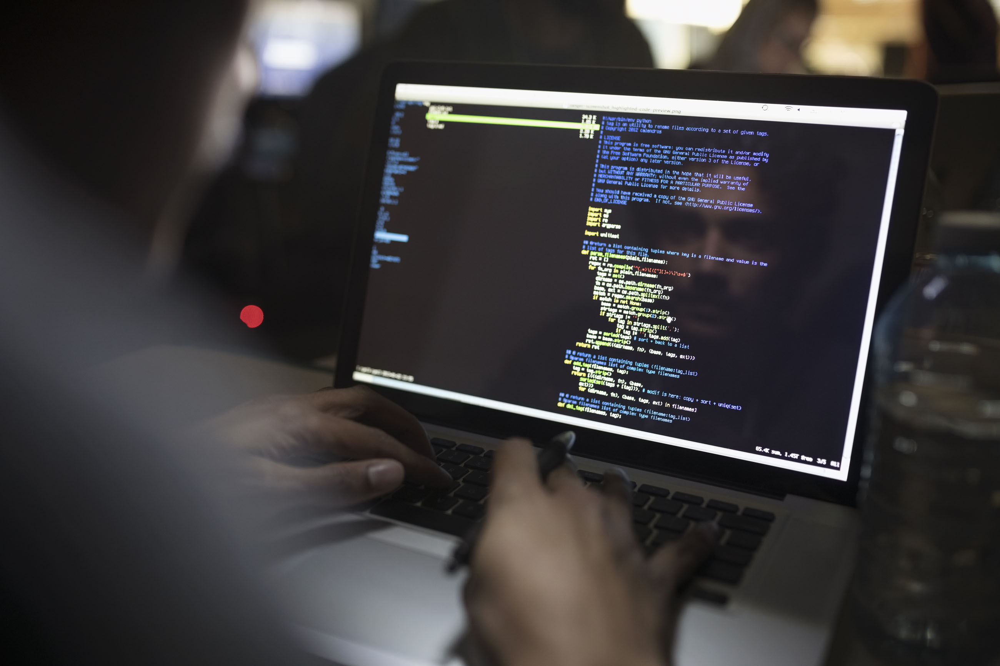 ranger-screenshot_highlighted-code-preview.png
34.2 K
#!/usr/bin/env python
# tag is an utility to rename files according to a set of given tags.
# Copyright 2012 calendros
#
# LICENSE
# This program is free software: you can redistribute it and/or modify
# it under the terms of the GNU General Public License as published by
# the Free Software Foundation, either version 3 of the License, or
# (at your option) any later version.
#
# This program is distributed in the hope that it will be useful,
# but WITHOUT ANY WARRANTY; without even the implied warranty of
# MERCHANTABILITY or FITNESS FOR A PARTICULAR PURPOSE.  See the
# GNU General Public License for more details.
#
# You should have received a copy of the GNU General Public License
# along with this program.  If not, see <http://www.gnu.org/licenses/>.
# END_OF_LICENSE
import sys
import os
import re
import argparse
import unittest
## @return a list containing tuples where key is a filename and value is the
# list of tags for this file.
def parse_filenames(plain_filenames):
ret = []
regex = re.compile('^(.*)\[([^][]+)\]\s*$')
for fn_org in plain_filenames:
tags = set()
dirname = os.path.dirname(fn_org)
fn = os.path.basename(fn_org)
base, ext = os.path.splitext(fn)
match = regex.search(base)
if match is not None:
base = match.group(1).strip()
strtags = match.group(2).strip()
if strtags != '':
for tag in strtags.split(','):
tag = tag.strip()
if tag != '': tags.add(tag)
tags = sorted(tags) # sort + back to a list
base = base.strip()
ret.append(((dirname, fn), (base, tags, ext)))
return ret
## @ return a list containing tuples (filename:tag_list)
# @param filenames list of complex type filenames
def add_tag(filenames, tag):
tag = tag.strip()
return [((dirname, fn), (base,
sorted(set(tags + [tag])), # modif is here: copy + sort + uniq(set)
ext)))
for (dirname, fn), (base, tags, ext) in filenames]
## @ return a list containing tuples (filename:tag_list)
# @param filenames list of complex type filenames
def del_tag(filenames, tag):
65.4K sum, 1.45T free  3/5  All